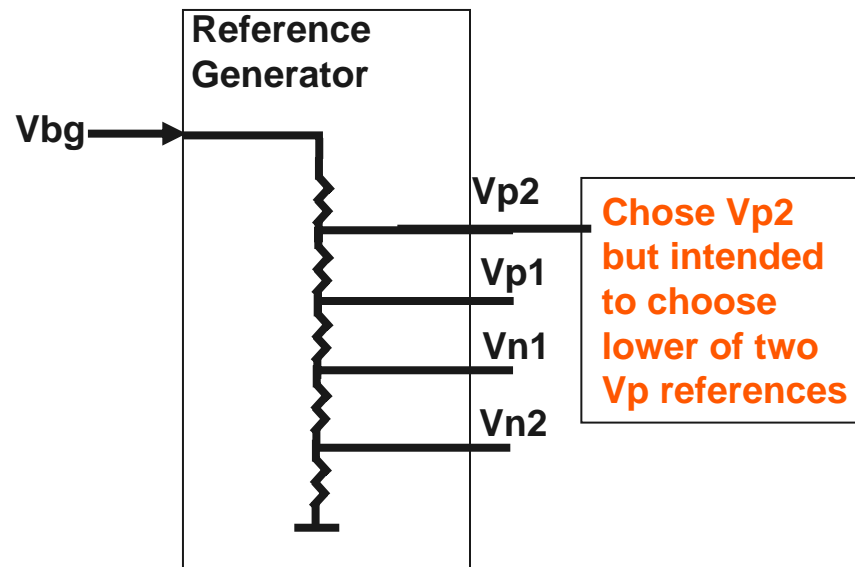 Reference
Generator
Vbg
Vp2
Vp1
Vn1
Vn2
Chose Vp2
but intended
to choose
lower of two
Vp references